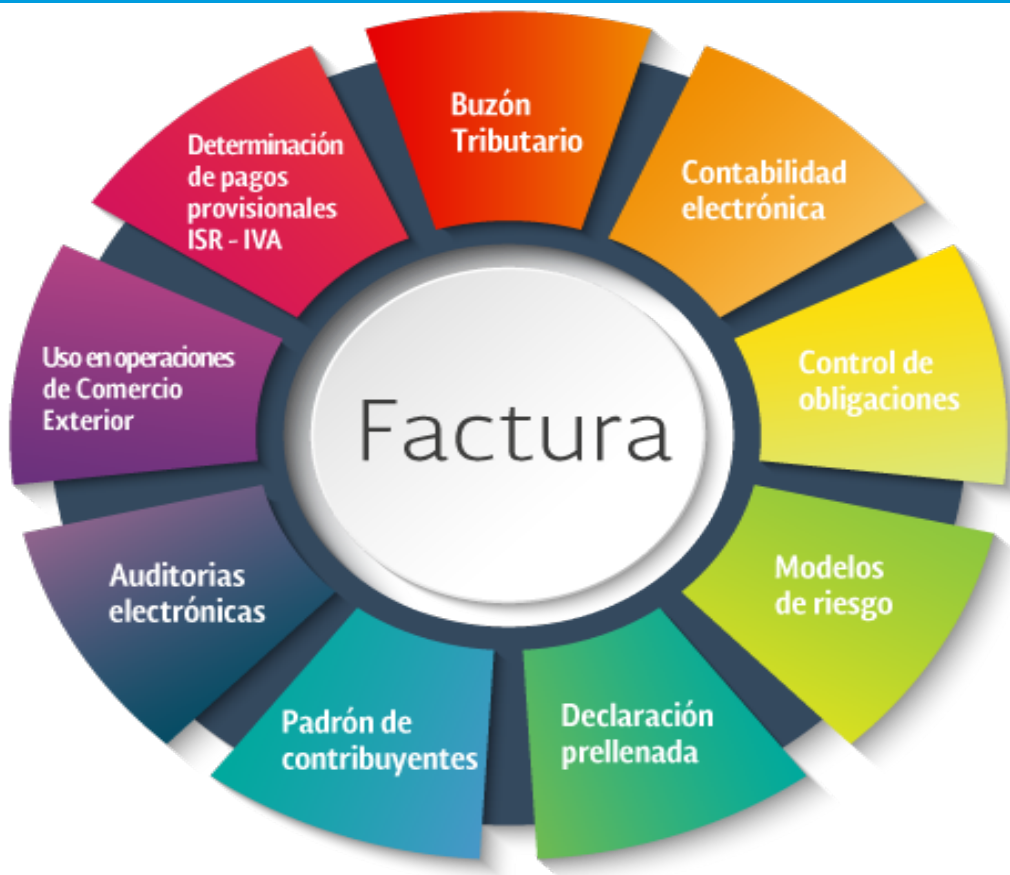 Buzón
Tributario
Contabilidad
electrónica
Control de
obligaciones
Modelos
de riesgo
Declaración
prellenada
Padrón de
contribuyentes
Auditorias
electrónicas
Uso en operaciones
de Comercio
Exterior
Determinación
de pagos
provisionales
ISR - IVA
Factura